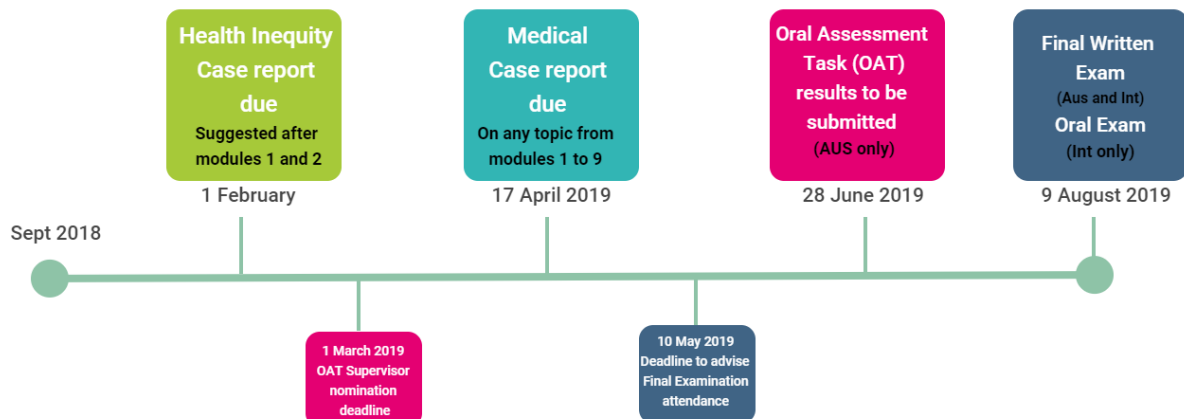 Health Inequity
Case report
due
Suggested after
modules 1 and 2
Medical
Case report
due
On any topic from
modules 1 to 9
Oral Assessment
Task (OAT)
results to be
submitted
(AUS only)
Final Written
Exam
(Aus and Int)
Oral Exam
(Int only)
1 February
17 April 2019
28 June 2019
9 August 2019
Sept 2018
1 March 2019
OAT Supervisor
nomination
deadline
10 May 2019
Deadline to advise
Final Examination
attendance